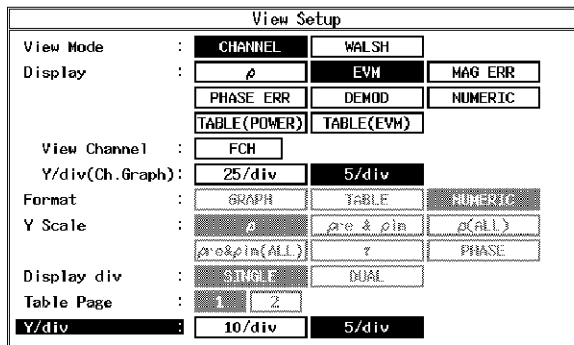 View Setup
View Mode : CHANNEL WALSH
Display : ρ EVM MAG ERR
PHASE ERR DEMOD NUMERIC
TABLE(POWER) TABLE(EVM)
View Channel : FCH
Y/div(Ch.Graph): 25/div 5/div
Format : GRAPH TABLE NUMERIC
Y Scale : ρ ρre & ρim ρ(ALL)
ρre&ρim(ALL) τ PHASE
Display div : SINGLE DUAL
Table Page : 1 2
Y/div : 10/div 5/div